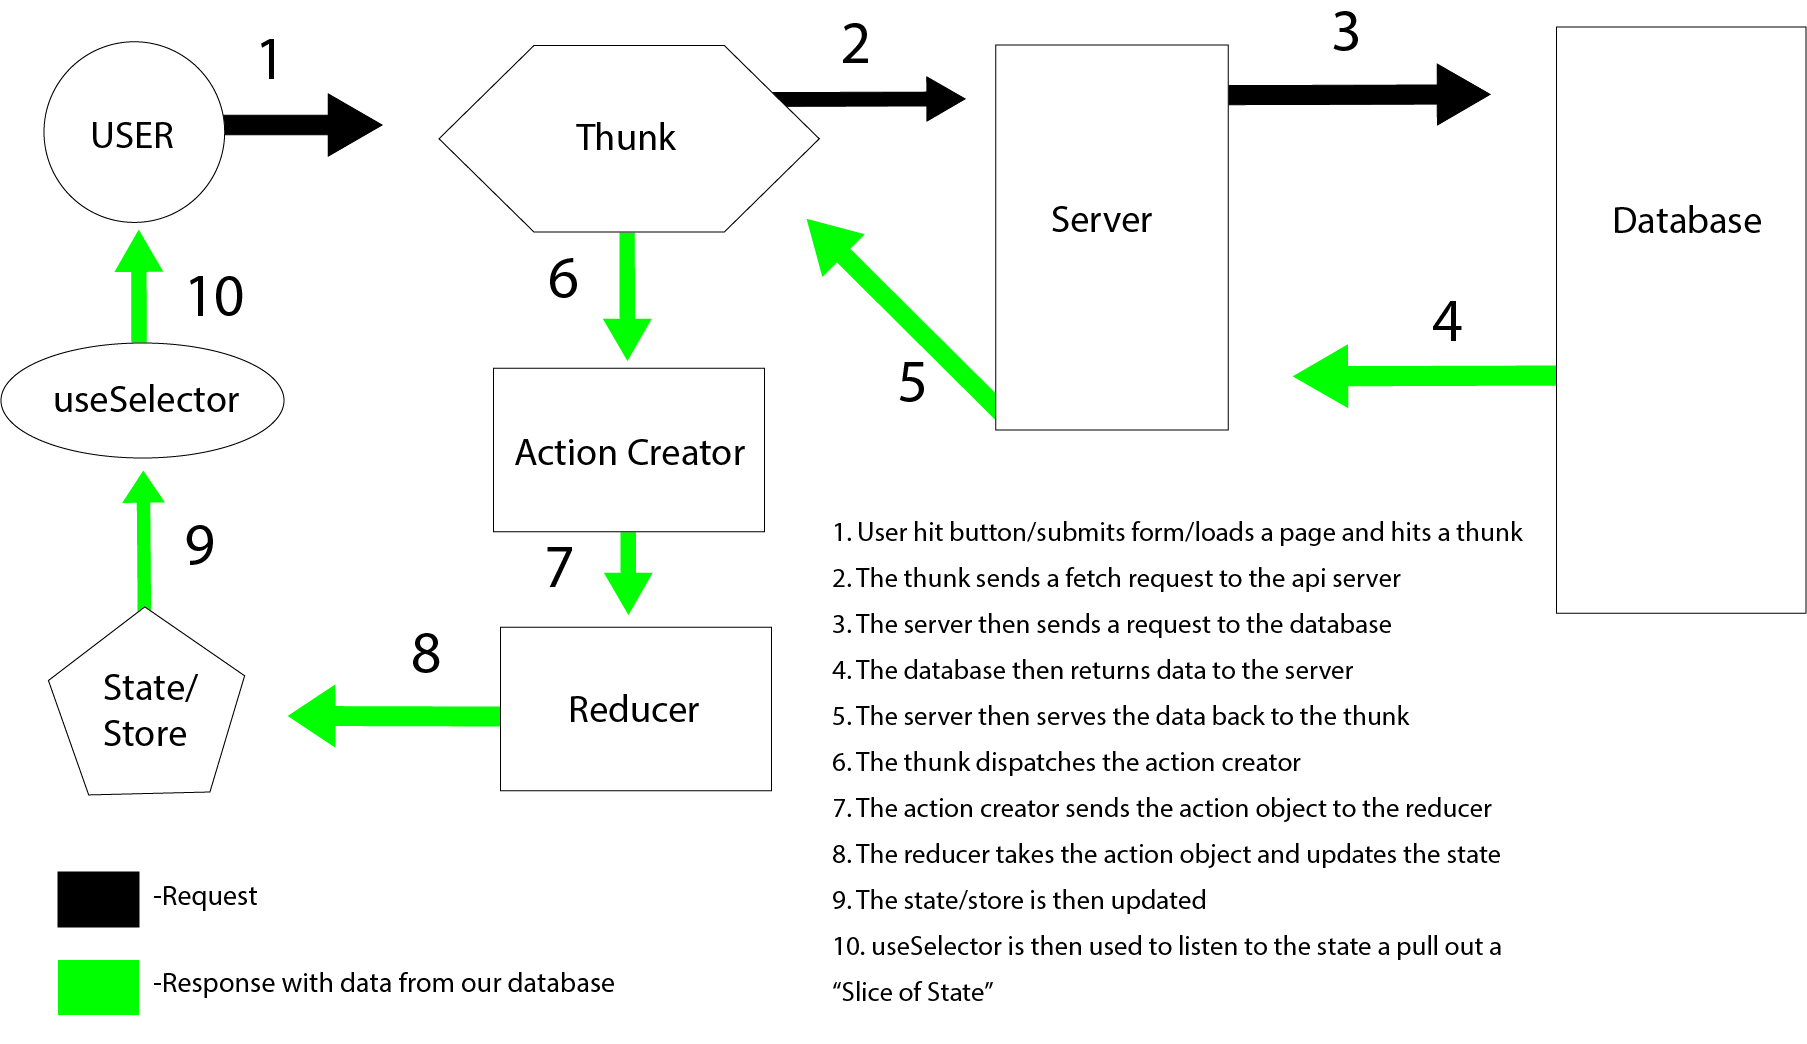 1
2
3
USER
Thunk
Server
Database
10
6
4
5
useSelector
Action Creator
9
7
8
State/
Store
Reducer
1. User hit button/submits form/loads a page and hits a thunk
2. The thunk sends a fetch request to the api server
3. The server then sends a request to the database
4. The database then returns data to the server
5. The server then serves the data back to the thunk
6. The thunk dispatches the action creator
7. The action creator sends the action object to the reducer
8. The reducer takes the action object and updates the state
9. The state/store is then updated
10. useSelector is then used to listen to the state a pull out a
“Slice of State”
-Request
-Response with data from our database